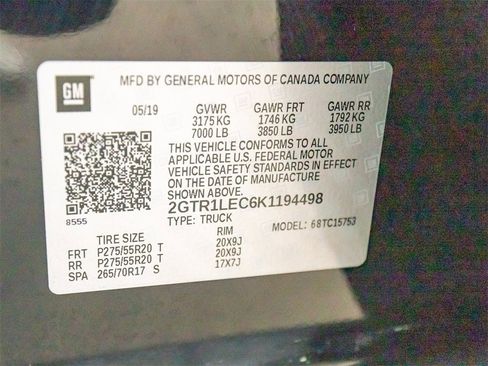 GM
MFD BY GENERAL MOTORS OF CANADA COMPANY
05/19 GVWR GAWR FRT GAWR RR
3175 KG 1746 KG 1792 KG
7000 LB 3850 LB 3950 LB
THIS VEHICLE CONFORMS TO ALL
APPLICABLE U.S. FEDERAL MOTOR
VEHICLE SAFETY STANDARDS IN EFFECT
ON THE DATE OF MANUFACTURE
SHOWN ABOVE.
2GTR1LEC6K1194498
8555 TYPE: TRUCK MODEL: 68TC15753
TIRE SIZE RIM
FRT P275/55R20 T 20X9J
RR P275/55R20 T 20X9J
SPA 265/70R17 S 17X7J